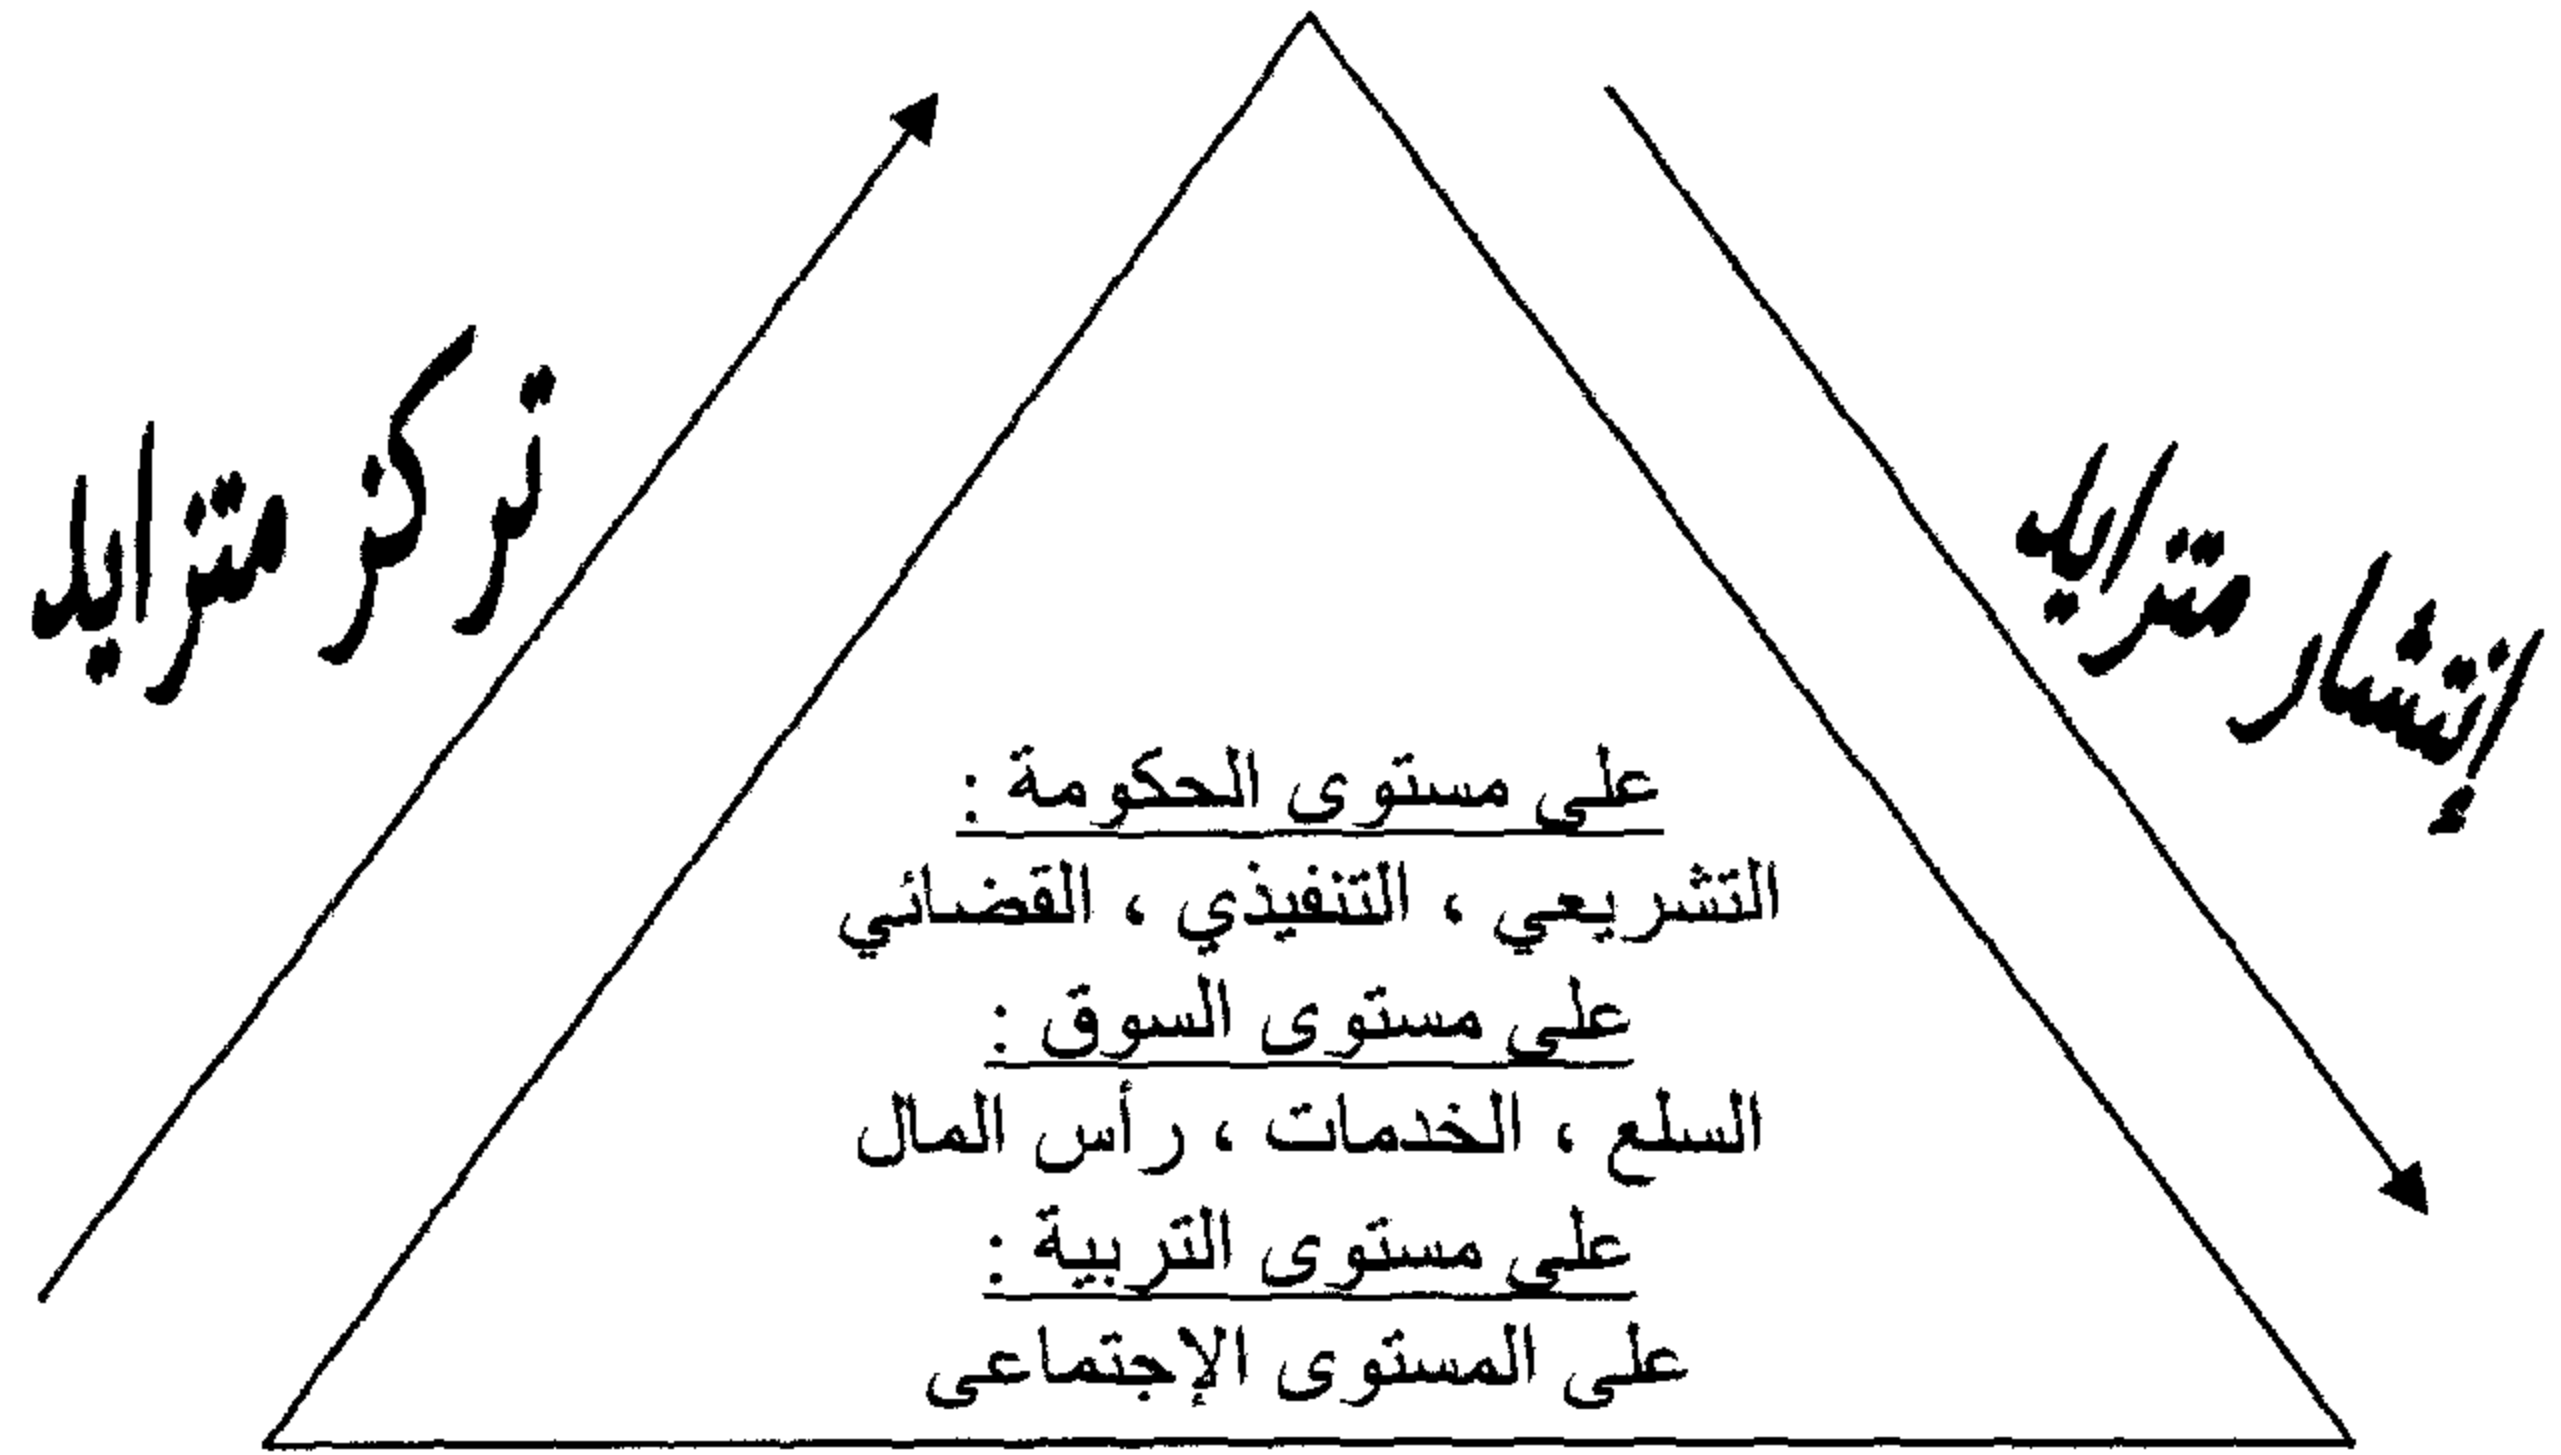 تركز متزايد
إنتشار متزايد
على مستوى الحكومة :
التشريعي ، التنفيذي ، القضائي
على مستوى السوق :
السلع ، الخدمات ، رأس المال
على مستوى التربية :
على المستوى الإجتماعى